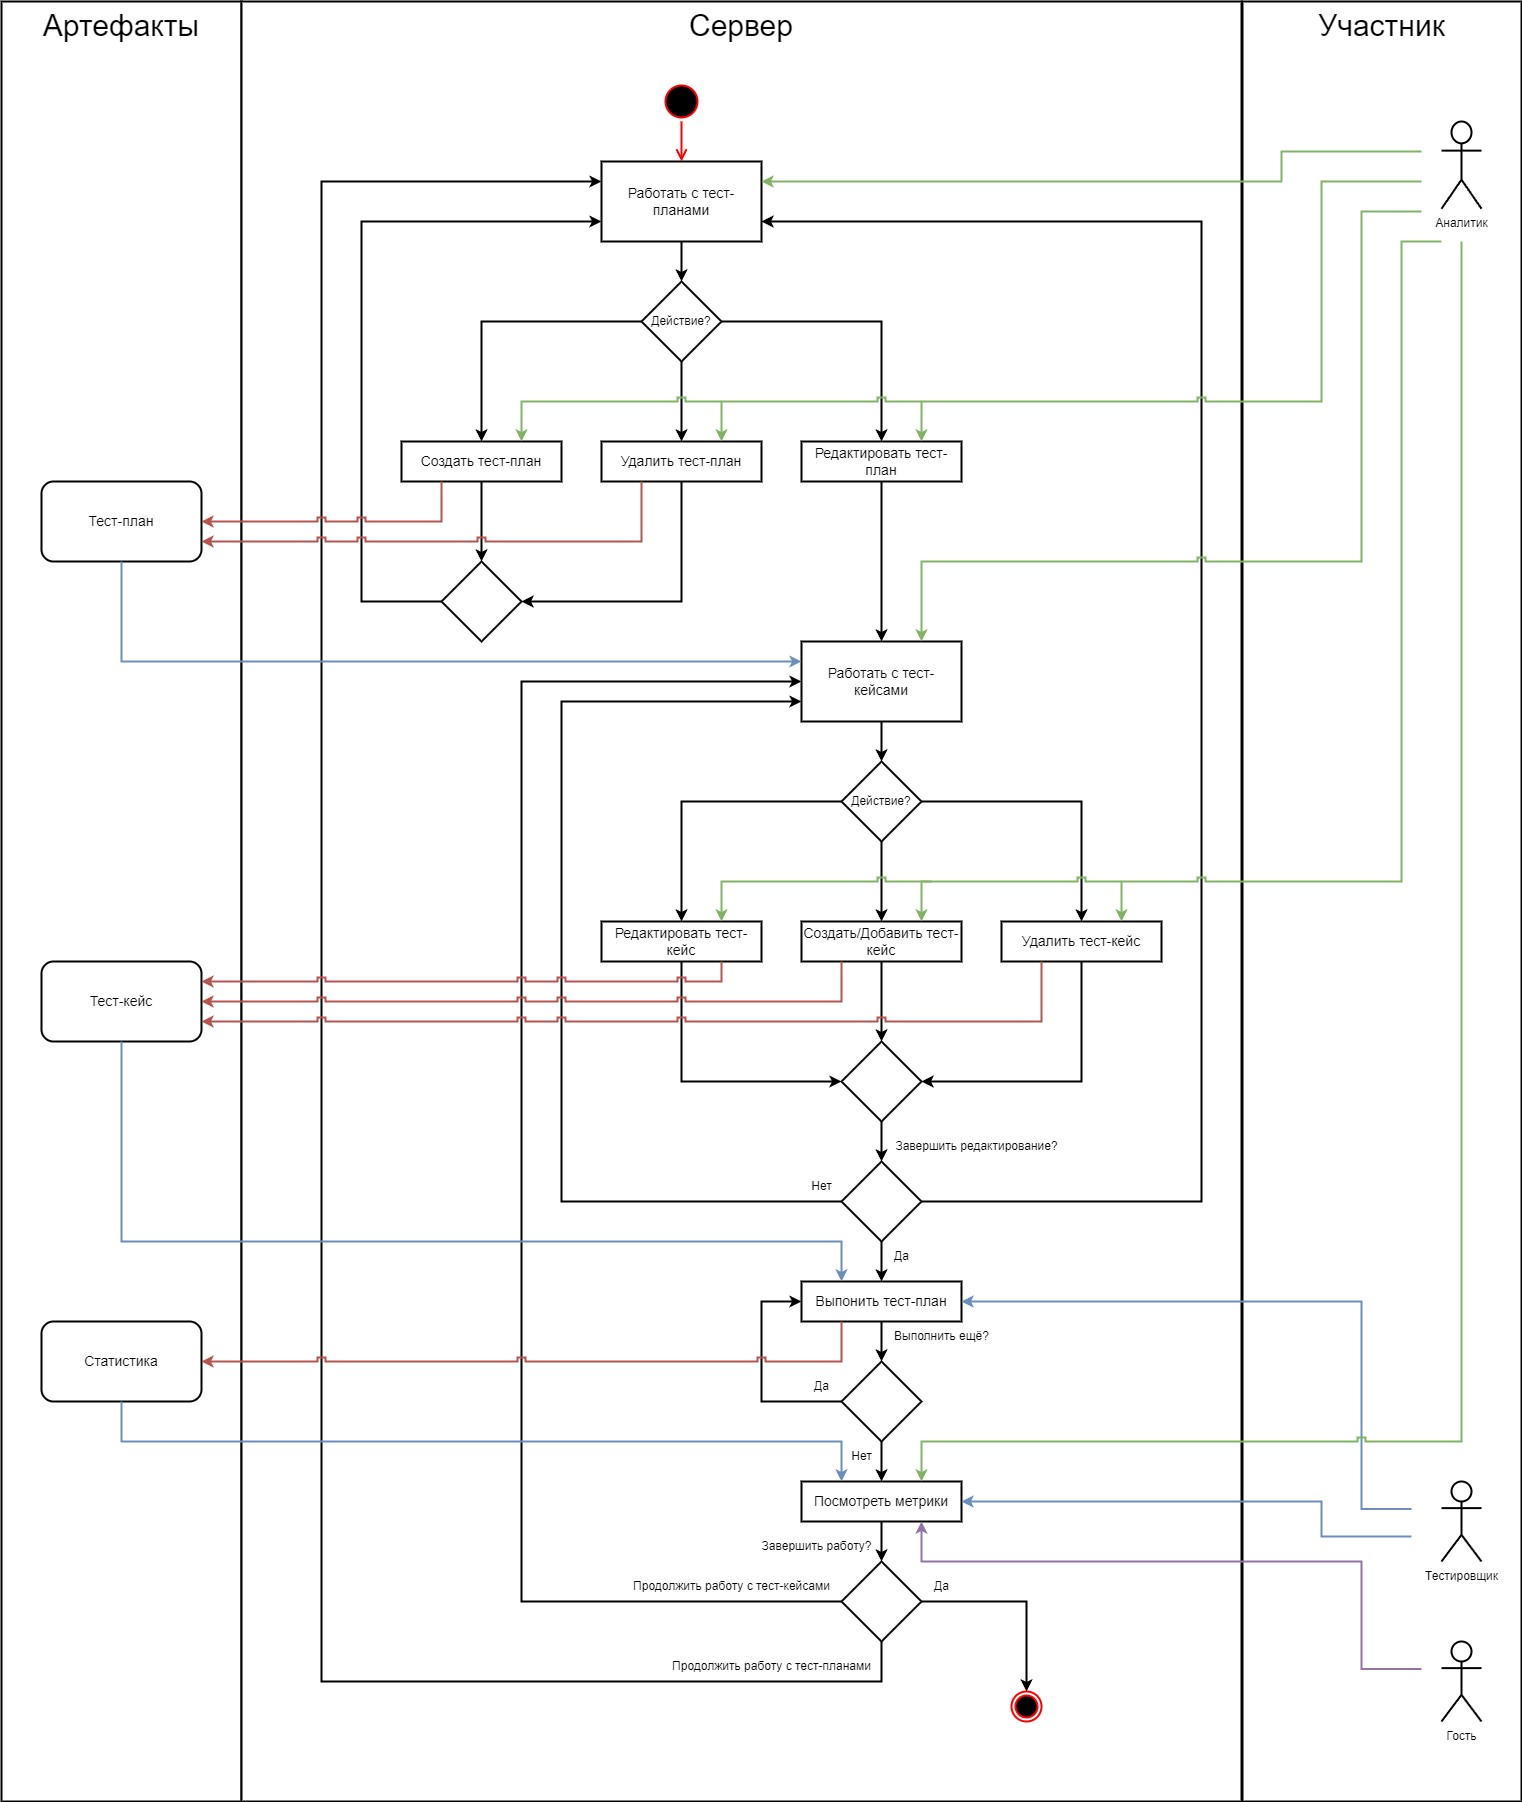 Артефакты
Сервер
Участник
Аналитик
Работать с тест-
планами
Действие?
Создать тест-план
Удалить тест-план
Редактировать тест-
план
Тест-план
Работать с тест-
кейсами
Действие?
Редактировать тест-
кейс
Создать/Добавить тест-
кейс
Удалить тест-кейс
Тест-кейс
Завершить редактирование?
Нет
Да
Выпонить тест-план
Выполнить ещё?
Статистика
Да
Нет
Посмотреть метрики
Завершить работу?
Тестировщик
Продолжить работу с тест-кейсами
Да
Продолжить работу с тест-планами
Гость